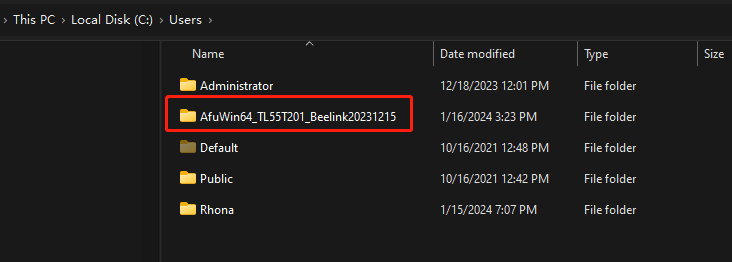 This PC > Local Disk (C:) > Users >
Name Date modified Type Size
Administrator 12/18/2023 12:01 PM File folder
AfuWin64_TL55T201_Beelink20231215 1/16/2024 3:23 PM File folder
Default 10/16/2021 12:48 PM File folder
Public 10/16/2021 12:42 PM File folder
Rhona 1/15/2024 7:07 PM File folder